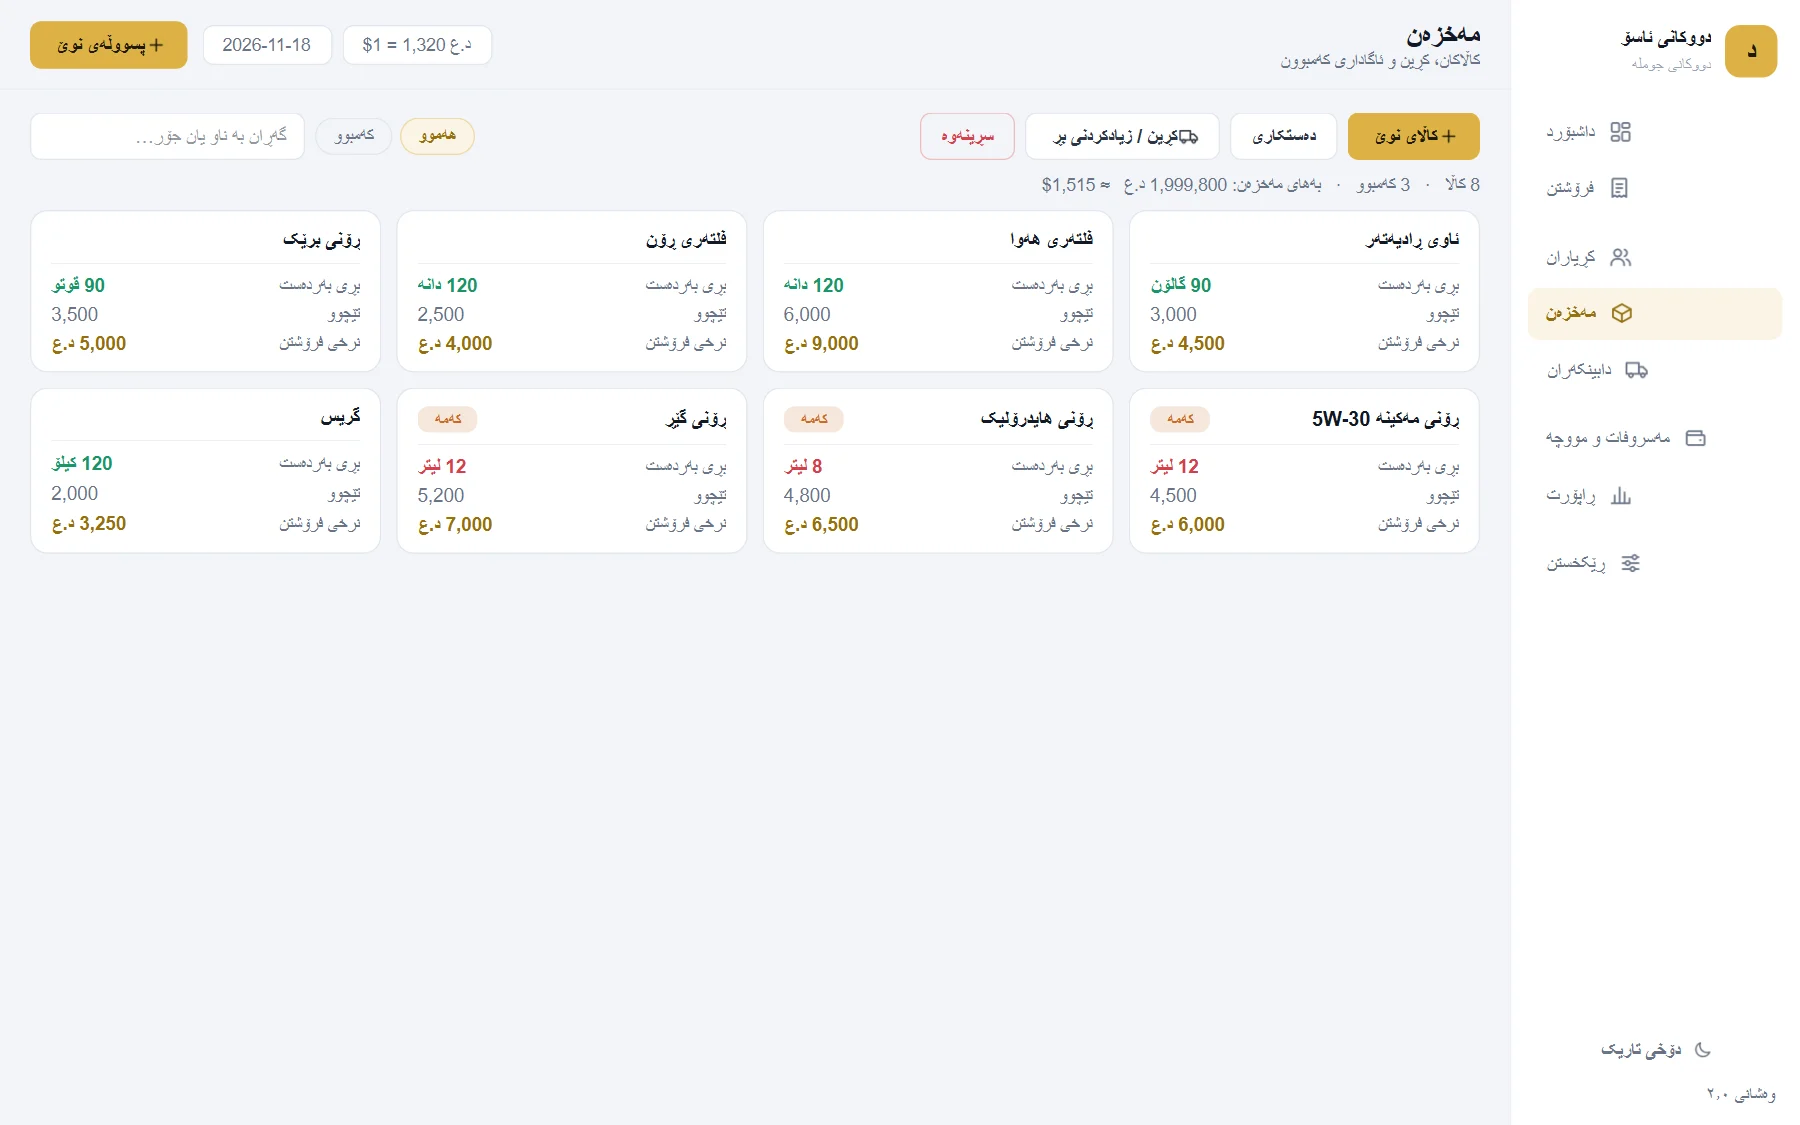 د
دووکانی ئاسۆ
دووکانی جوملە
داشبۆرد
فرۆشتن
کڕیاران
مەخزەن
دابینکەران
مەسروفات و مووچە
ڕاپۆرت
ڕێکخستن
دۆخی تاریک
وەشانی ٢.٠
مەخزەن
کاڵاکان، کڕین و ئاگاداری کەمبوون
$1 = 1,320 د.ع
2026-11-18
+ پسووڵەی نوێ
+ کاڵای نوێ
دەستکاری
کڕین / زیادکردنی بڕ
سڕینەوە
هەموو
کەمبوو
گەڕان بە ناو یان جۆر...
8 کاڵا · 3 کەمبوو · بەهای مەخزەن: 1,999,800 د.ع ≈ $1,515
ئاوی ڕادیەتەر
بڕی بەردەست 90 گاڵۆن
تێچوو 3,000
نرخی فرۆشتن 4,500 د.ع
فلتەری هەوا
بڕی بەردەست 120 دانە
تێچوو 6,000
نرخی فرۆشتن 9,000 د.ع
فلتەری ڕۆن
بڕی بەردەست 120 دانە
تێچوو 2,500
نرخی فرۆشتن 4,000 د.ع
ڕۆنی برێک
بڕی بەردەست 90 قوتو
تێچوو 3,500
نرخی فرۆشتن 5,000 د.ع
ڕۆنی مەکینە 5W-30 کەمە
بڕی بەردەست 12 لیتر
تێچوو 4,500
نرخی فرۆشتن 6,000 د.ع
ڕۆنی هایدرۆلیک کەمە
بڕی بەردەست 8 لیتر
تێچوو 4,800
نرخی فرۆشتن 6,500 د.ع
ڕۆنی گێڕ کەمە
بڕی بەردەست 12 لیتر
تێچوو 5,200
نرخی فرۆشتن 7,000 د.ع
گریس
بڕی بەردەست 120 کیلۆ
تێچوو 2,000
نرخی فرۆشتن 3,250 د.ع